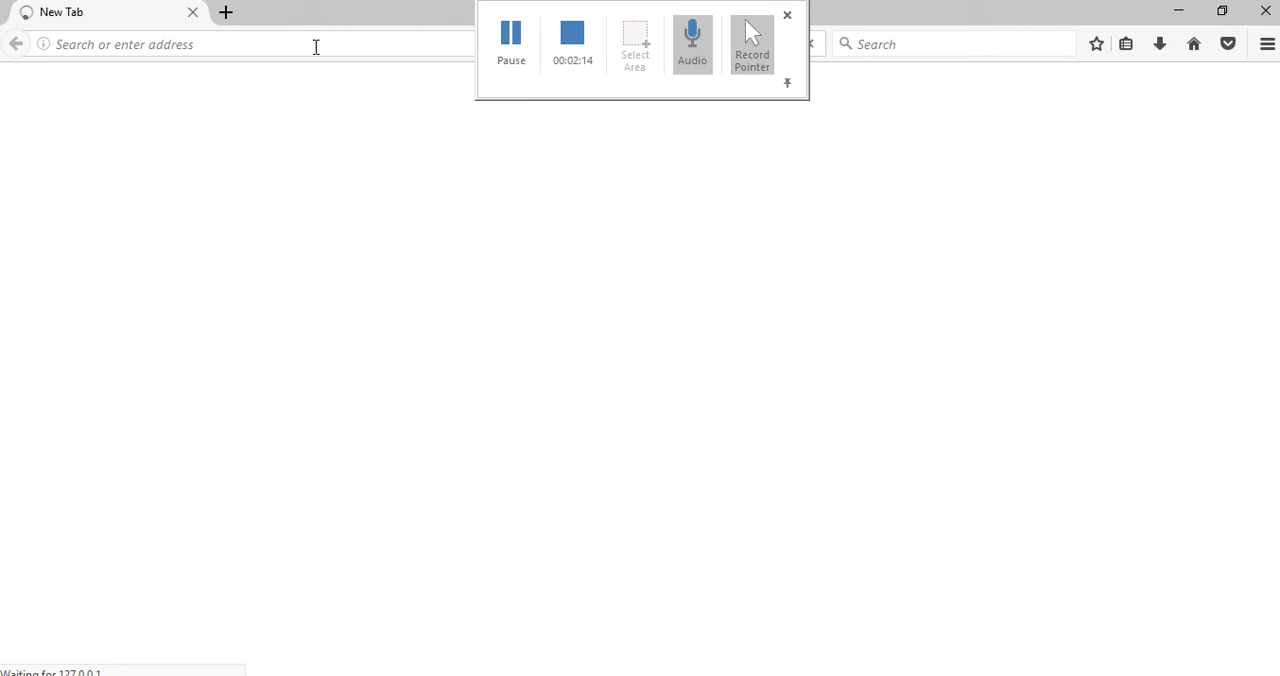 New Tab
Search or enter address
Pause
00:02:14
Select
Area
Audio
Record
Pointer
Search
Waiting for 127.0.0.1